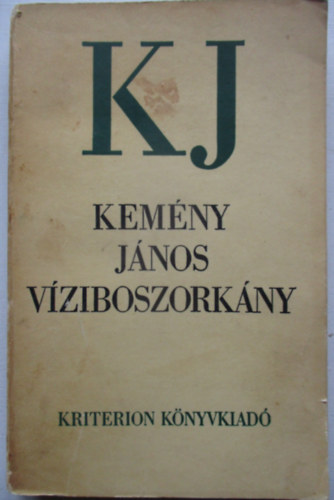 KJ
KEMÉNY
JÁNOS
VÍZIBOSZORKÁNY
KRITERION KÖNYVKIADÓ